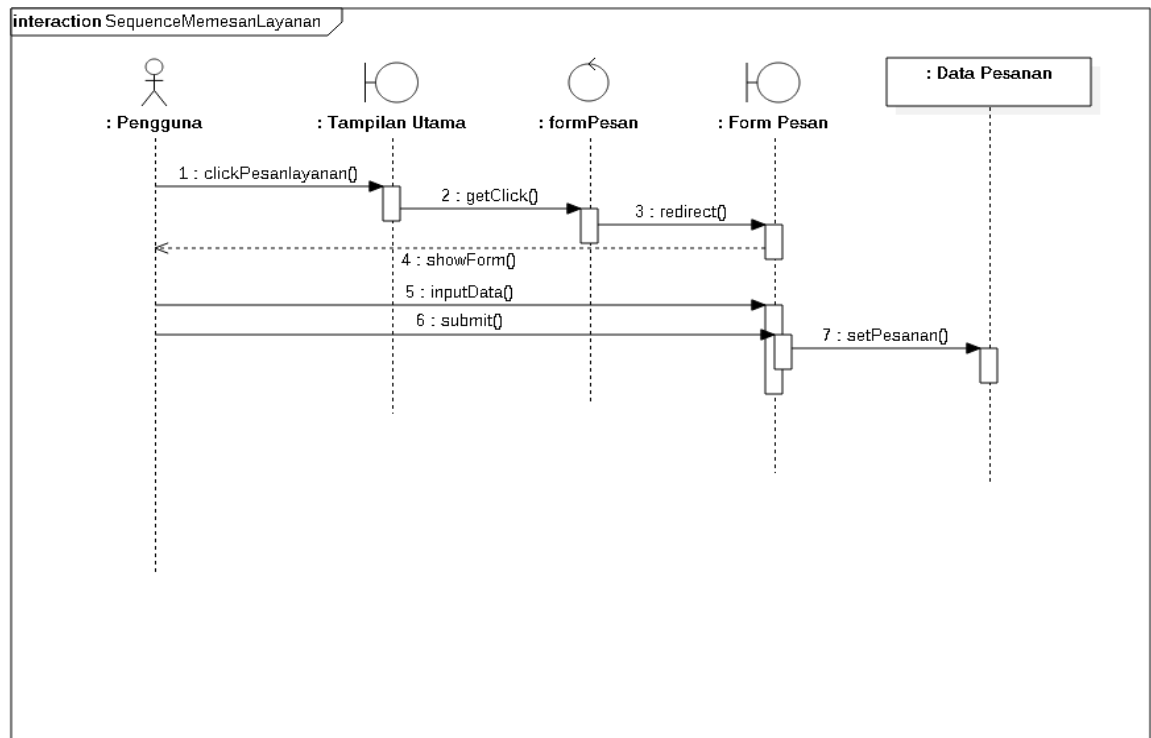 interaction SequenceMemesanLayanan
: Pengguna
: Tampilan Utama
: formPesan
: Form Pesan
: Data Pesanan
1 : clickPesanlayanan()
2 : getClick()
3 : redirect()
4 : showForm()
5 : inputData()
6 : submit()
7 : setPesanan()